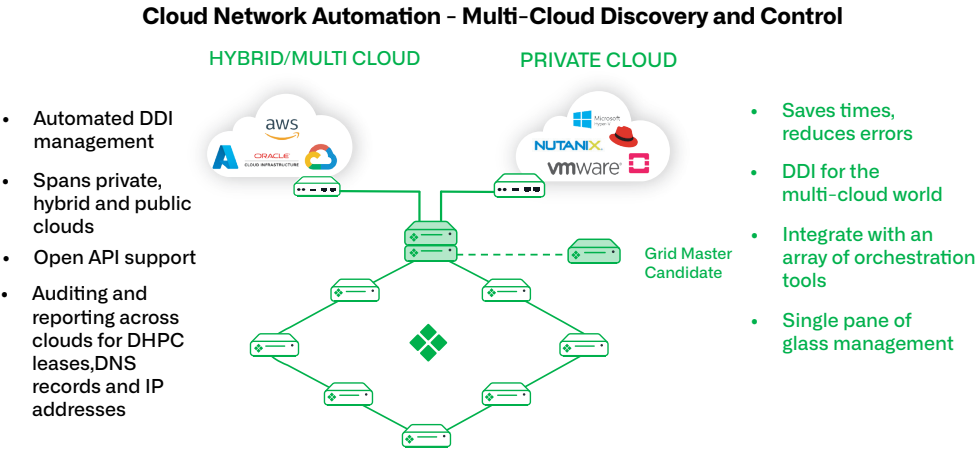 Cloud Network Automation - Multi-Cloud Discovery and Control
HYBRID/MULTI CLOUD
PRIVATE CLOUD
• Automated DDI
management
• Spans private,
hybrid and public
clouds
• Open API support
• Auditing and
reporting across
clouds for DHPC
leases,DNS
records and IP
addresses
aws
ORACLE
CLOUD INFRASTRUCTURE
Microsoft
Hyper-V
NUTANIX
vmware
Grid Master
Candidate
• Saves times,
reduces errors
• DDI for the
multi-cloud world
• Integrate with an
array of orchestration
tools
• Single pane of
glass management